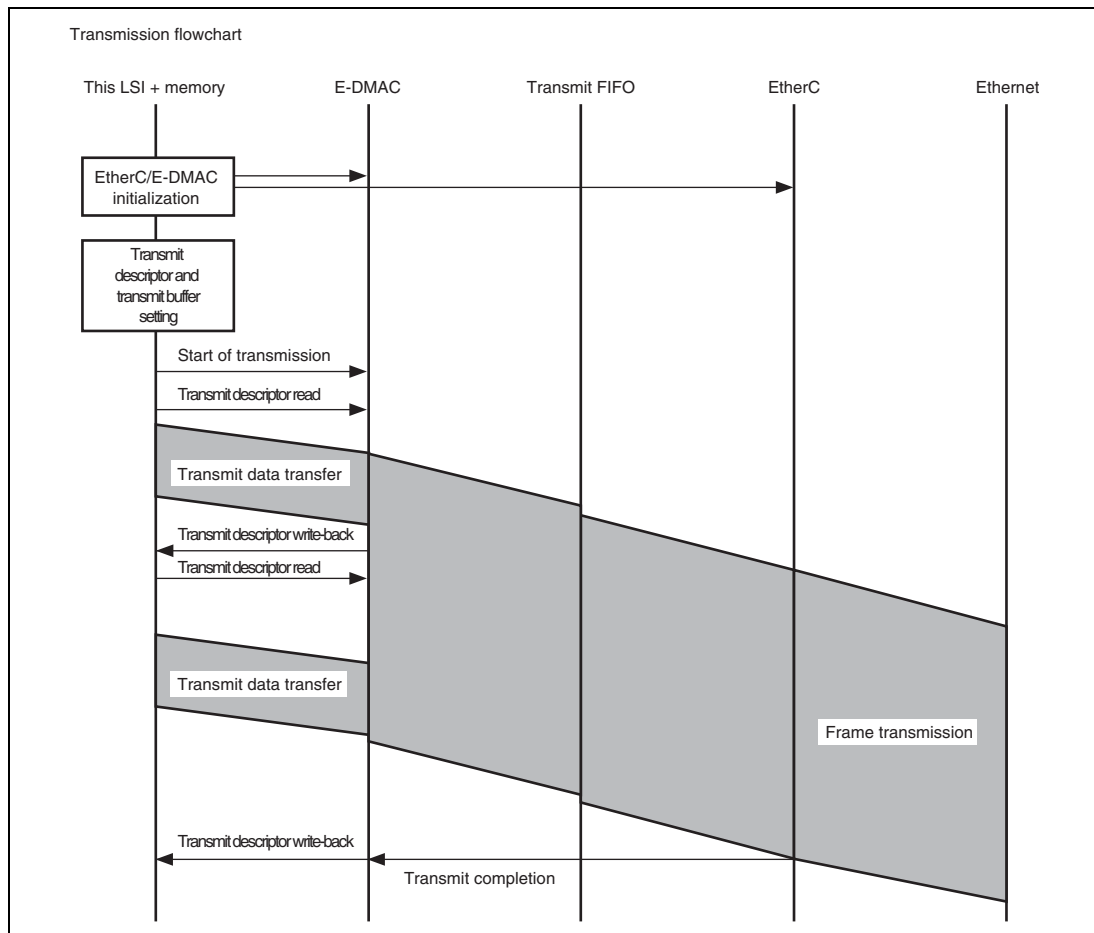 Transmission flowchart
This LSI + memory
E-DMAC
Transmit FIFO
EtherC
Ethernet
EtherC/E-DMAC
initialization
Transmit
descriptor and
transmit buffer
setting
Start of transmission
Transmit descriptor read
Transmit data transfer
Transmit descriptor write-back
Transmit descriptor read
Transmit data transfer
Frame transmission
Transmit descriptor write-back
Transmit completion